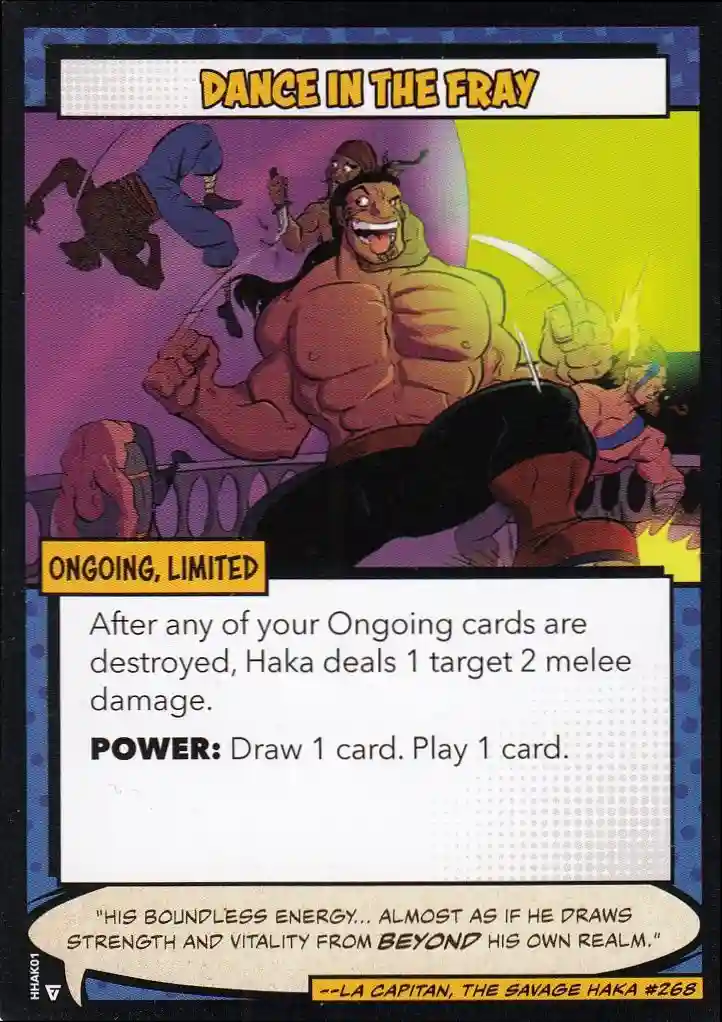 DANCE IN THE FRAY
ONGOING, LIMITED
After any of your Ongoing cards are
destroyed, Haka deals 1 target 2 melee
damage.
POWER: Draw 1 card. Play 1 card.
"HIS BOUNDLESS ENERGY... ALMOST AS IF HE DRAWS
STRENGTH AND VITALITY FROM BEYOND HIS OWN REALM."
--LA CAPITAN, THE SAVAGE HAKA #268
HHAK01